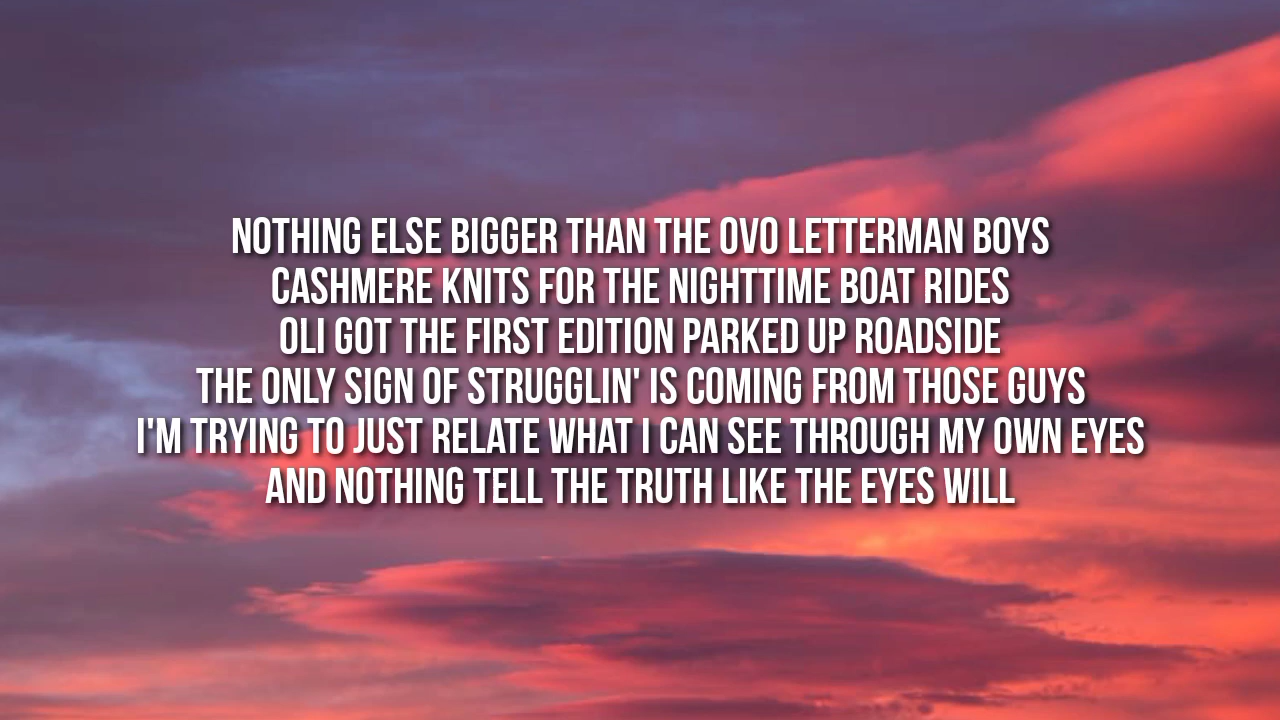 NOTHING ELSE BIGGER THAN THE OVO LETTERMAN BOYS
CASHMERE KNITS FOR THE NIGHTTIME BOAT RIDES
OLI GOT THE FIRST EDITION PARKED UP ROADSIDE
THE ONLY SIGN OF STRUGGLIN' IS COMING FROM THOSE GUYS
I'M TRYING TO JUST RELATE WHAT I CAN SEE THROUGH MY OWN EYES
AND NOTHING TELL THE TRUTH LIKE THE EYES WILL